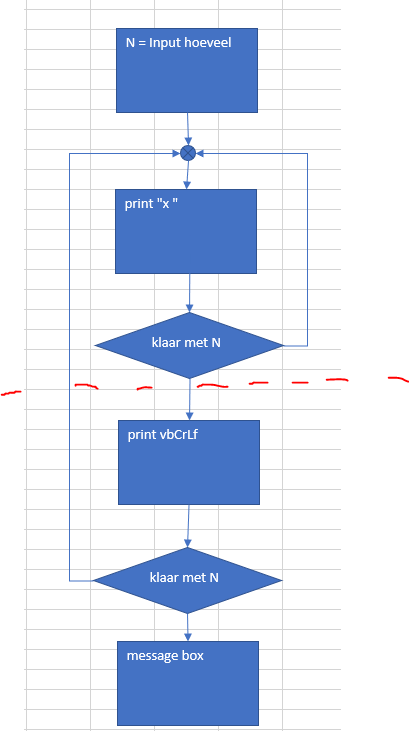 N = Input hoeveel
print "x "
klaar met N
print vbCrLf
klaar met N
message box